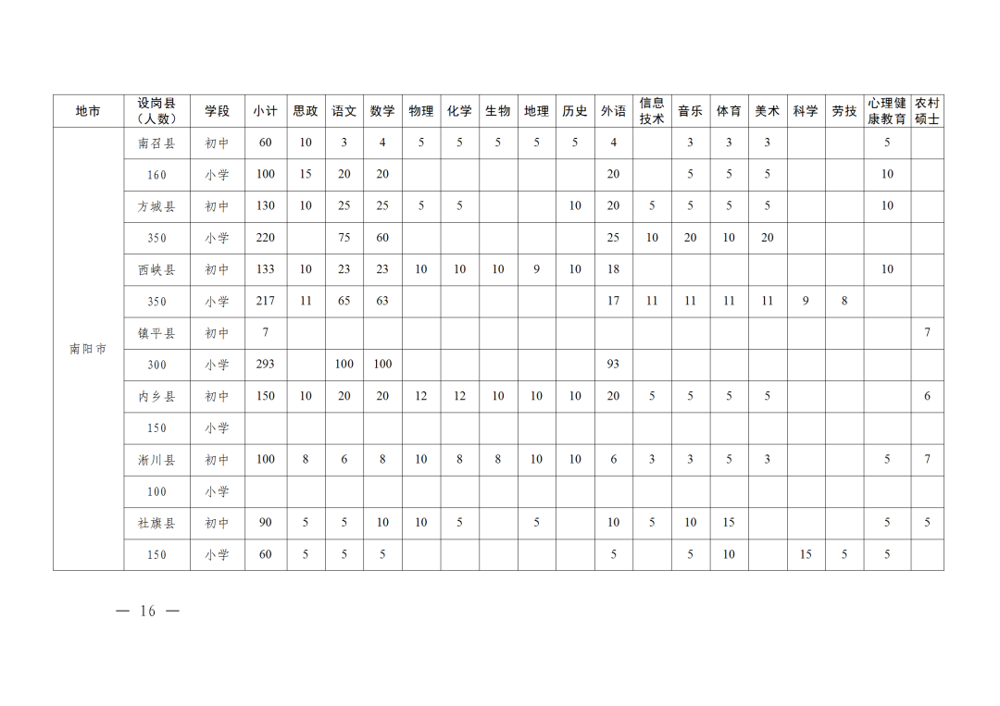 地市 设岗县（人数） 学段 小计 思政 语文 数学 物理 化学 生物 地理 历史 外语 信息技术 音乐 体育 美术 科学 劳技 心理健康教育 农村硕士
南阳市
南召县 初中 60 10 3 4 5 5 5 5 5 4 3 3 3 5
160 小学 100 15 20 20 20 5 5 5 10
方城县 初中 130 10 25 25 5 5 10 20 5 5 5 5 10
350 小学 220 75 60 25 10 20 10 20
西峡县 初中 133 10 23 23 10 10 10 9 10 18 10
350 小学 217 11 65 63 17 11 11 11 11 9 8
镇平县 初中 7 7
300 小学 293 100 100 93
内乡县 初中 150 10 20 20 12 12 10 10 10 20 5 5 5 5 6
150 小学
淅川县 初中 100 8 6 8 10 8 8 10 10 6 3 3 5 3 5 7
100 小学
社旗县 初中 90 5 5 10 10 5 5 10 5 10 15 5 5
150 小学 60 5 5 5 5 5 10 15 5 5
— 16 —